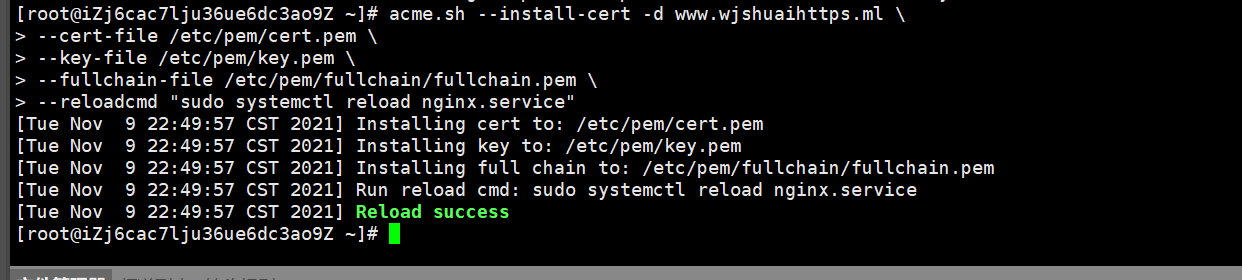 [root@iZj6cac7lju36ue6dc3ao9Z ~]# acme.sh --install-cert -d www.wjshuaihttps.ml \
> --cert-file /etc/pem/cert.pem \
> --key-file /etc/pem/key.pem \
> --fullchain-file /etc/pem/fullchain/fullchain.pem \
> --reloadcmd "sudo systemctl reload nginx.service"
[Tue Nov  9 22:49:57 CST 2021] Installing cert to: /etc/pem/cert.pem
[Tue Nov  9 22:49:57 CST 2021] Installing key to: /etc/pem/key.pem
[Tue Nov  9 22:49:57 CST 2021] Installing full chain to: /etc/pem/fullchain/fullchain.pem
[Tue Nov  9 22:49:57 CST 2021] Run reload cmd: sudo systemctl reload nginx.service
[Tue Nov  9 22:49:57 CST 2021] Reload success
[root@iZj6cac7lju36ue6dc3ao9Z ~]#